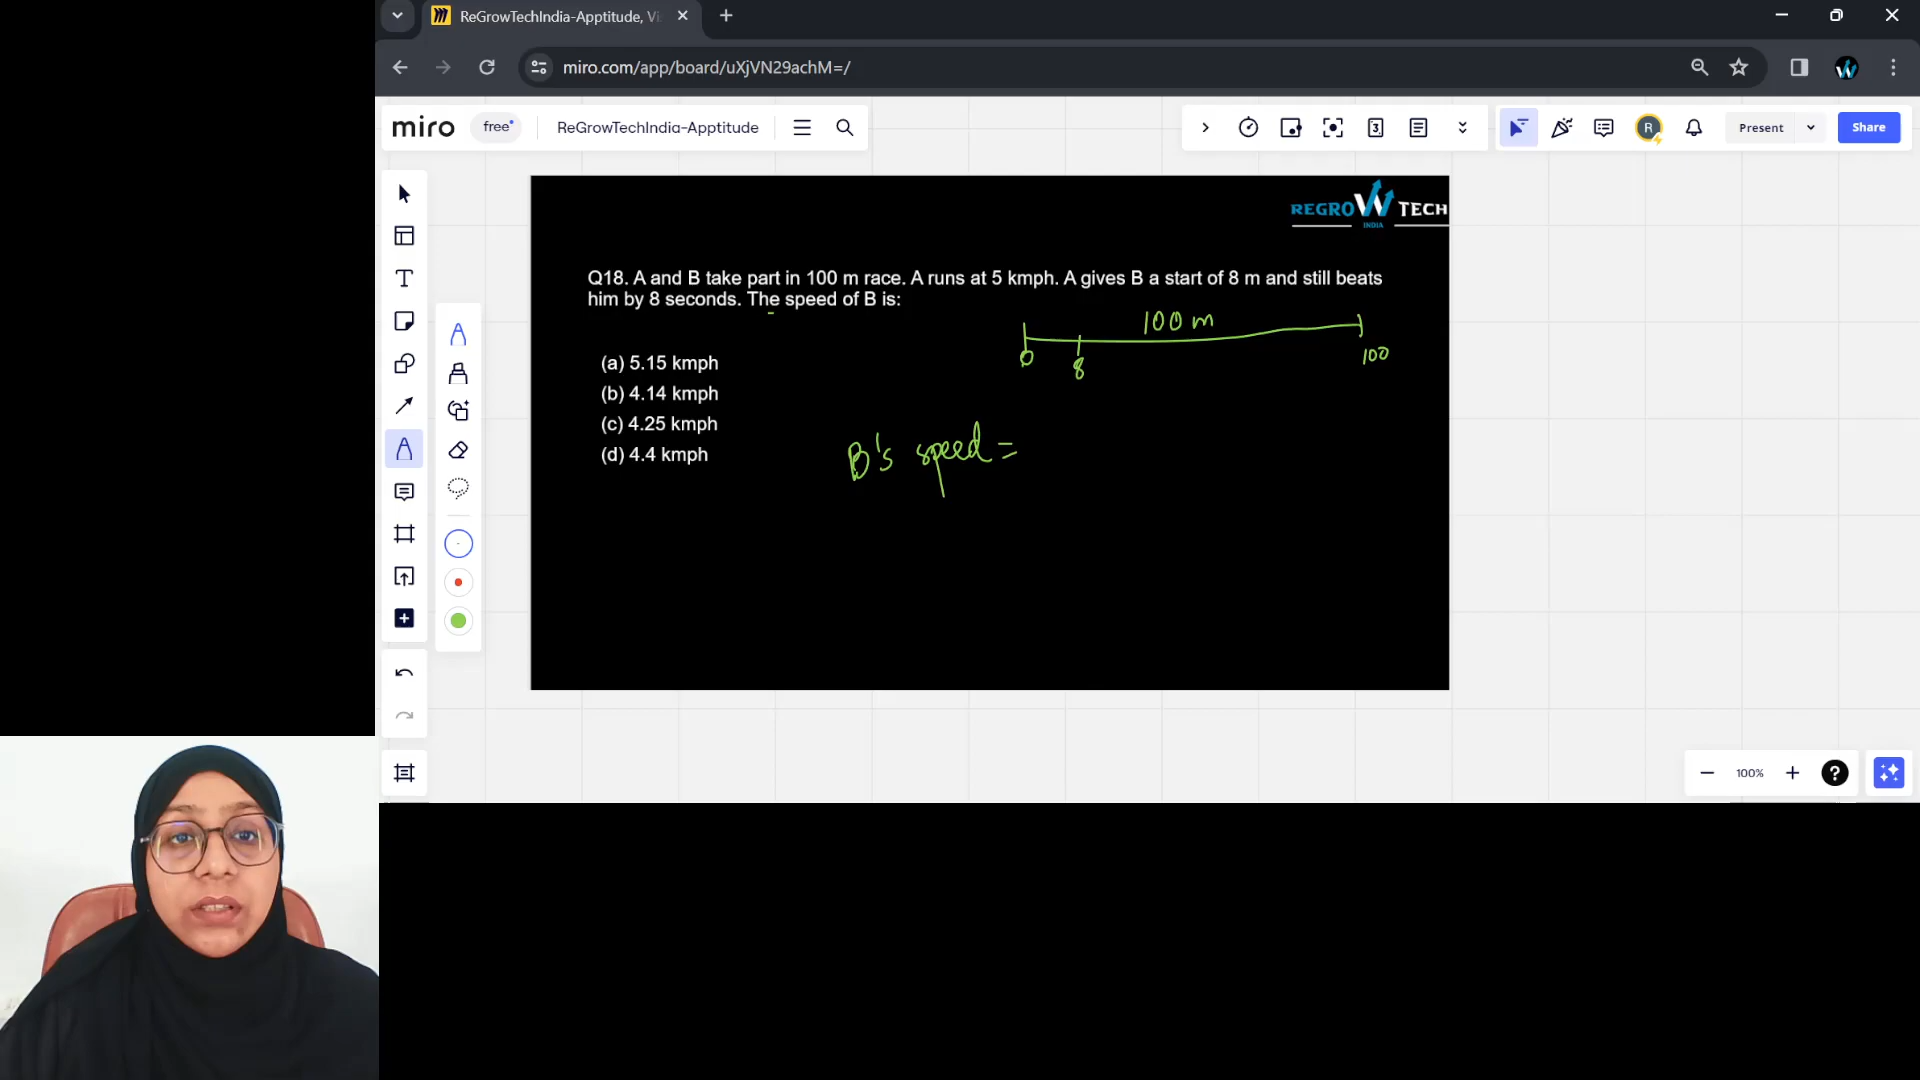 ReGrowTechIndia-Apptitude, Vi
miro.com/app/board/uXjVN29achM=/
miro
free
ReGrowTechIndia-Apptitude
3
R
Present
Share
REGROW TECH
INDIA
Q18. A and B take part in 100 m race. A runs at 5 kmph. A gives B a start of 8 m and still beats
him by 8 seconds. The speed of B is:
100 m
0
8
100
(a) 5.15 kmph
(b) 4.14 kmph
(c) 4.25 kmph
(d) 4.4 kmph
B's speed =
100%
?